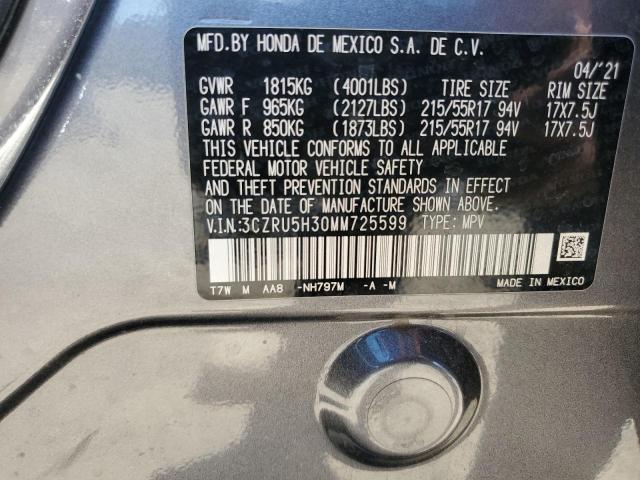 MFD.BY HONDA DE MEXICO S.A. DE C.V.
04/'21
GVWR 1815KG (4001LBS) TIRE SIZE RIM SIZE
GAWR F 965KG (2127LBS) 215/55R17 94V 17X7.5J
GAWR R 850KG (1873LBS) 215/55R17 94V 17X7.5J
THIS VEHICLE CONFORMS TO ALL APPLICABLE
FEDERAL MOTOR VEHICLE SAFETY
AND THEFT PREVENTION STANDARDS IN EFFECT
ON THE DATE OF MANUFACTURE SHOWN ABOVE.
V.I.N:3CZRU5H30MM725599 TYPE: MPV
T7W M AA8 -NH797M -A -M
MADE IN MEXICO